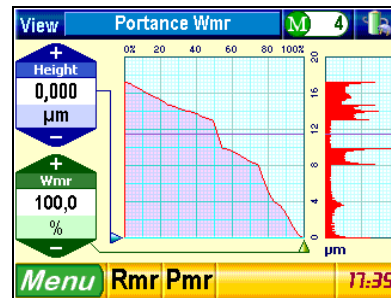 View Portance Wmr M 4
+ 0% 20 40 60 80 100% 20
Height
0,000 16
µm
− 12
+
Wmr 8
100,0
% 4
− 0 µm
Menu Rmr Pmr 17:39